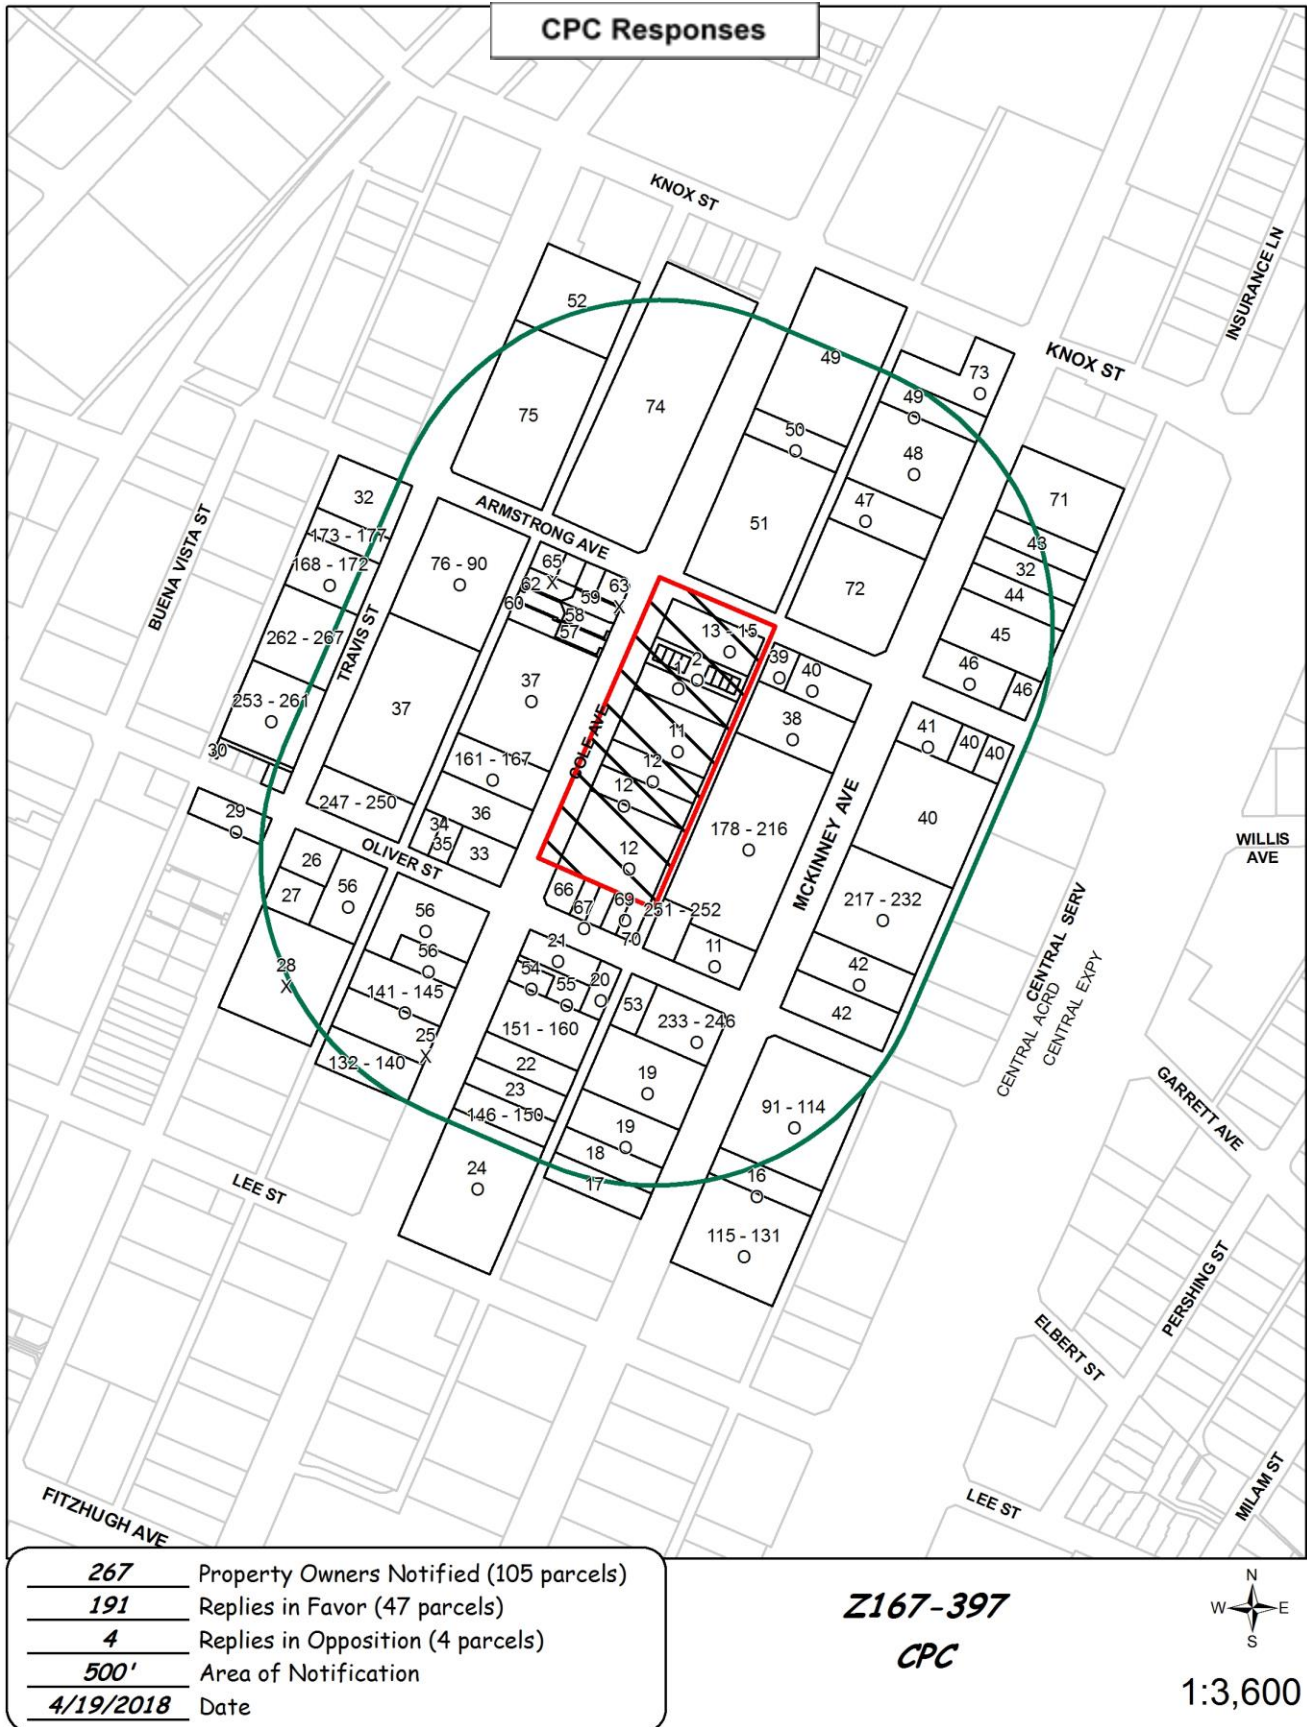 CPC Responses
KNOX ST
INSURANCE LN
KNOX ST
52
49
73
49
75
74
50
48
32
71
47
173 - 177
51
43
ARMSTRONG AVE
168 - 172
76 - 90
65
32
62
63
72
44
BUENA VISTA ST
59
60
58
57
13 - 15
45
262 - 267
TRAVIS ST
2
39
40
46
1
37
46
253 - 261
37
38
11
41
40
40
30
COLE AVE
161 - 167
12
12
247 - 250
36
29
34
35
33
OLIVER ST
178 - 216
40
MCKINNEY AVE
WILLIS
AVE
26
12
27
56
66
67
69
251 - 252
217 - 232
56
70
21
11
56
28
54
55
20
42
CENTRAL SERV
CENTRAL ACRD
CENTRAL EXPY
141 - 145
53
233 - 246
42
25
151 - 160
132 - 140
22
19
23
146 - 150
91 - 114
GARRETT AVE
19
18
24
17
16
LEE ST
115 - 131
PERSHING ST
ELBERT ST
FITZHUGH AVE
LEE ST
MILAM ST
267 Property Owners Notified (105 parcels)
191 Replies in Favor (47 parcels)
4 Replies in Opposition (4 parcels)
500' Area of Notification
4/19/2018 Date
Z167-397
CPC
N
W E
S
1:3,600